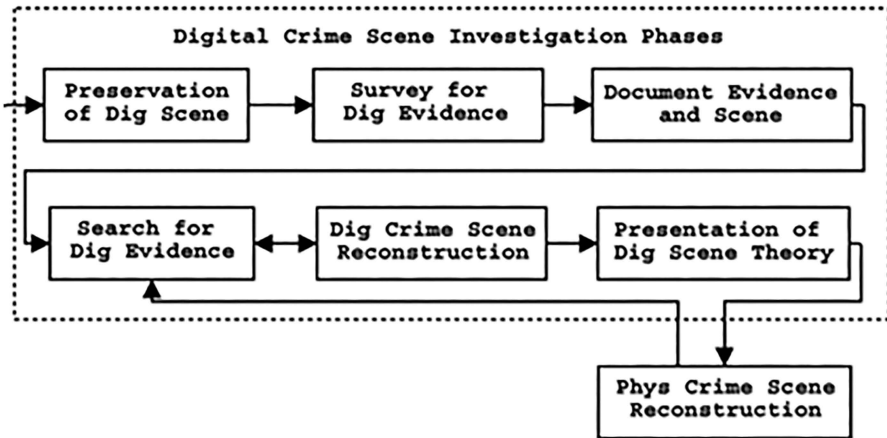 Digital Crime Scene Investigation Phases
Preservation
of Dig Scene
Survey for
Dig Evidence
Document Evidence
and Scene
Search for
Dig Evidence
Dig Crime Scene
Reconstruction
Presentation of
Dig Scene Theory
Phys Crime Scene
Reconstruction